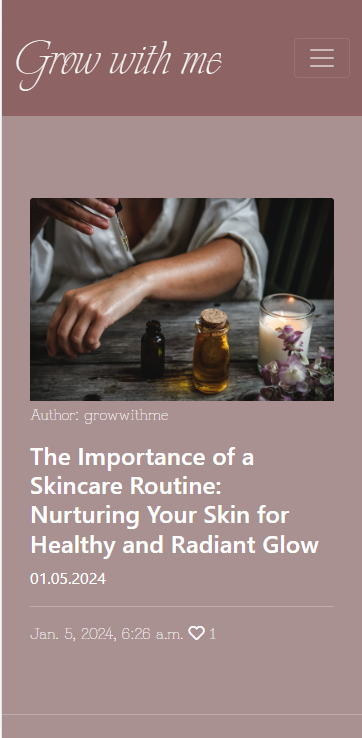 Grow with me
Author: growwithme
The Importance of a
Skincare Routine:
Nurturing Your Skin for
Healthy and Radiant Glow
01.05.2024
Jan. 5, 2024, 6:26 a.m. 1